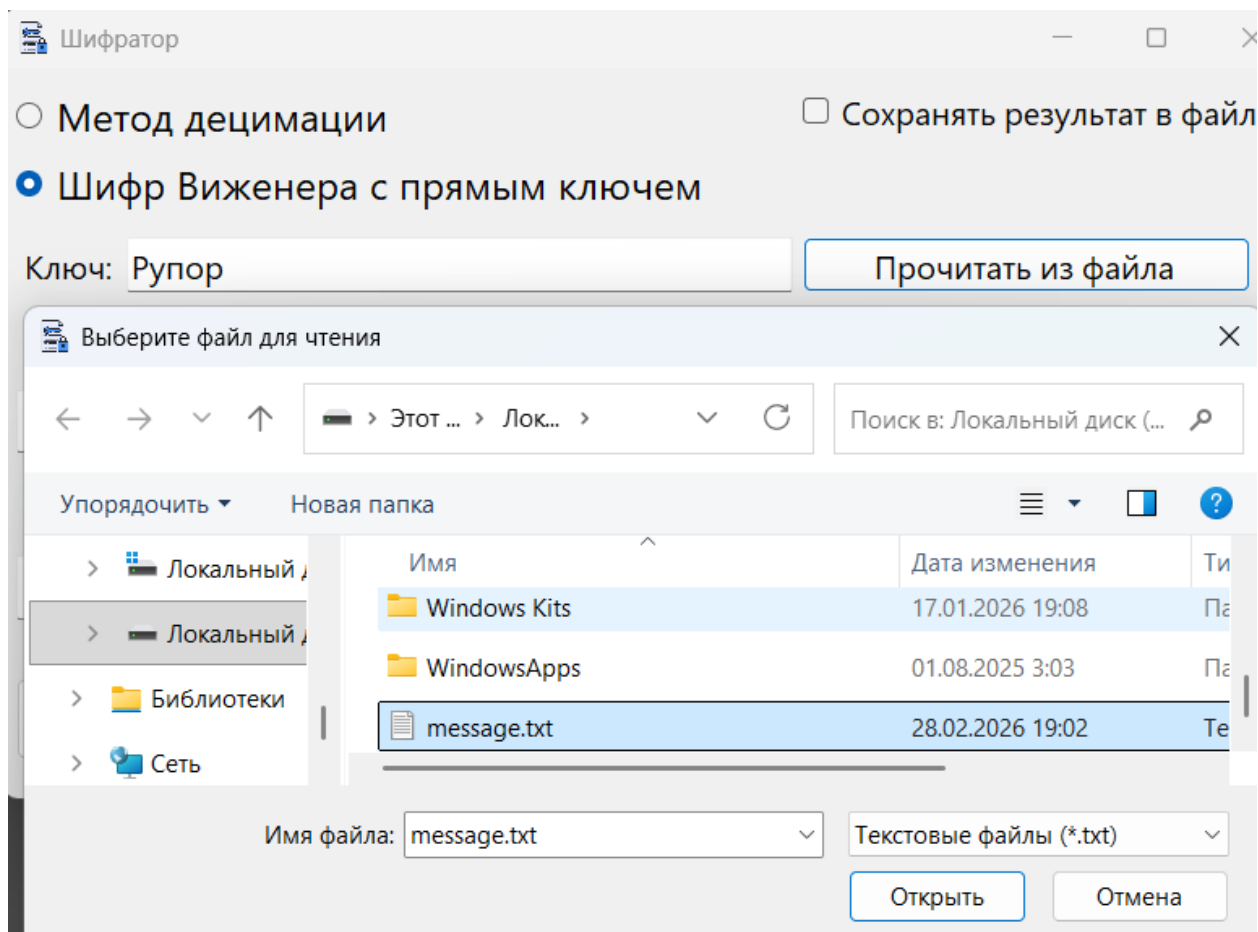 Шифратор
Метод децимации
Сохранять результат в файл
Шифр Виженера с прямым ключем
Ключ: Рупор
Прочитать из файла
Выберите файл для чтения
Этот ... > Лок... >
Поиск в: Локальный диск (...
Упорядочить
Новая папка
?
Имя
Дата изменения
Ти
Локальный д
Локальный д
Библиотеки
Сеть
Windows Kits
17.01.2026 19:08
Па
WindowsApps
01.08.2025 3:03
Па
message.txt
28.02.2026 19:02
Те
Имя файла: message.txt
Текстовые файлы (*.txt)
Открыть
Отмена